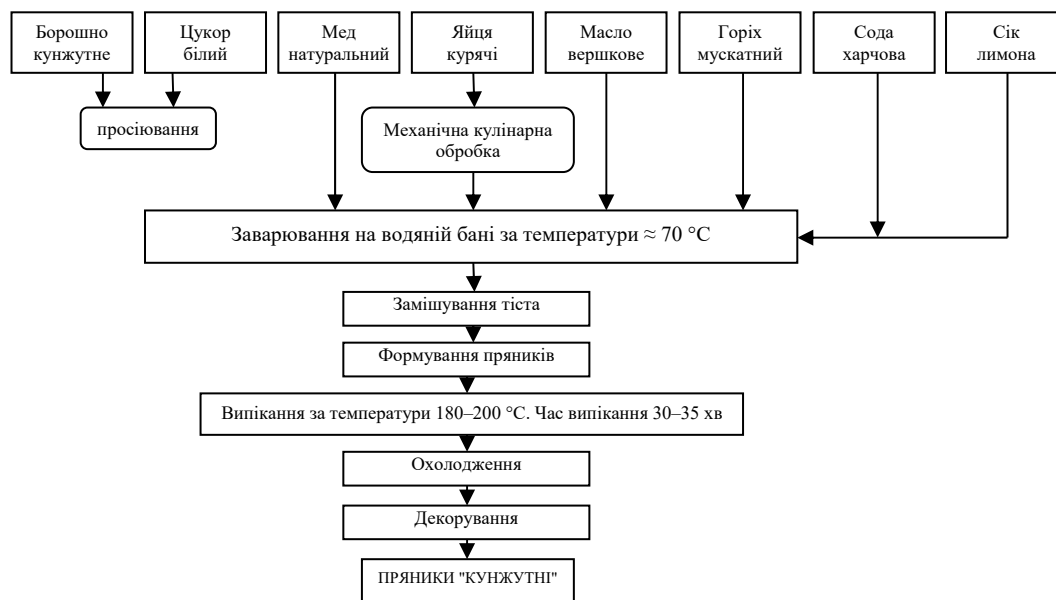 Борошно
кунжутне
Цукор
білий
Мед
натуральний
Яйця
курячі
Масло
вершкове
Горіх
мускатний
Сода
харчова
Сік
лимона
просіювання
Механічна кулінарна
обробка
Заварювання на водяній бані за температури ≈ 70 °С
Замішування тіста
Формування пряників
Випікання за температури 180–200 °С. Час випікання 30–35 хв
Охолодження
Декорування
ПРЯНИКИ "КУНЖУТНІ"